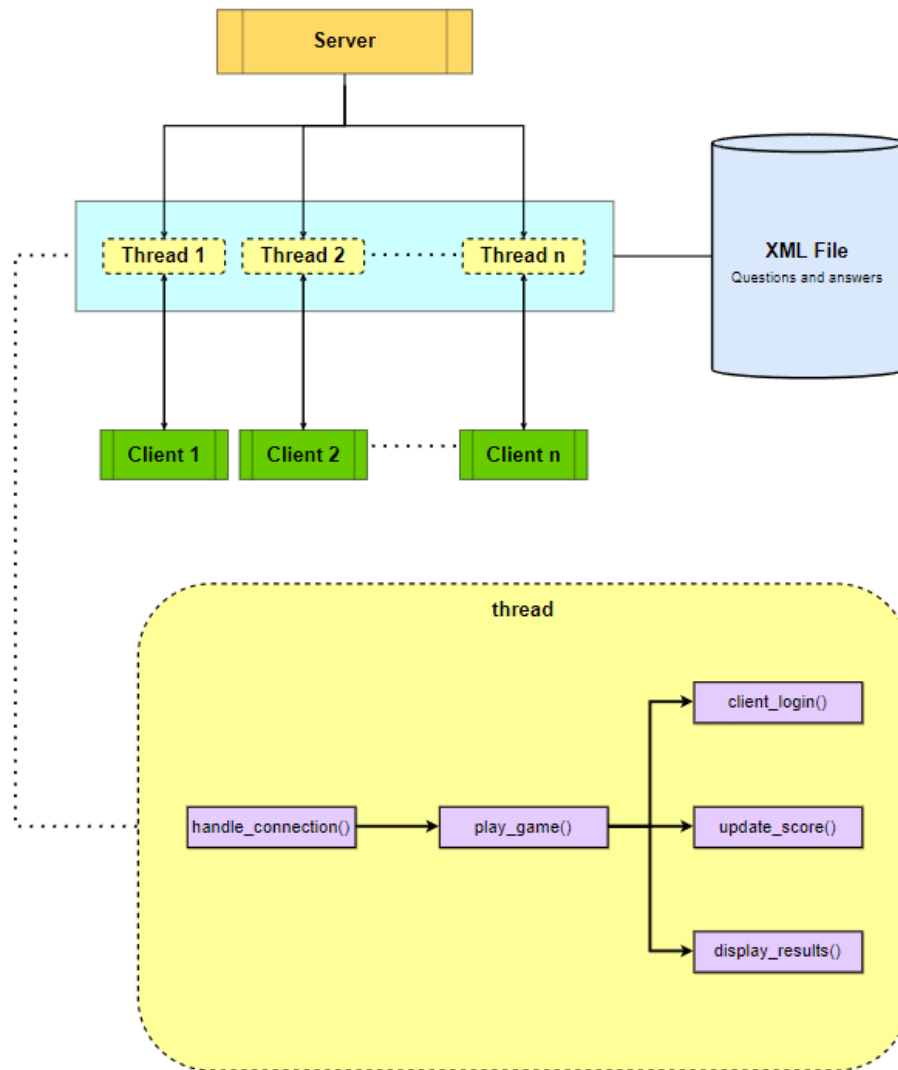 Server
Thread 1
Thread 2
Thread n
XML File
Questions and answers
Client 1
Client 2
Client n
thread
client_login()
handle_connection()
play_game()
update_score()
display_results()